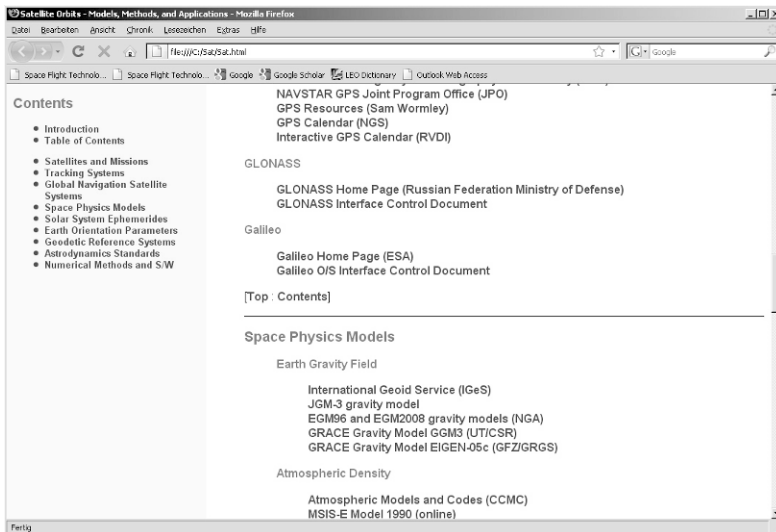 Satellite Orbits - Models, Methods, and Applications - Mozilla Firefox
Datei Bearbeiten Ansicht Chronik Lesezeichen Extras Hilfe
file:///C:/Sat/Sat.html
Google
Space Flight Technolo... Space Flight Technolo... Google Google Scholar LEO Dictionary Outlook Web Access
Contents
Introduction
Table of Contents
Satellites and Missions
Tracking Systems
Global Navigation Satellite
Systems
Space Physics Models
Solar System Ephemerides
Earth Orientation Parameters
Geodetic Reference Systems
Astrodynamics Standards
Numerical Methods and S/W
NAVSTAR GPS Joint Program Office (JPO)
GPS Resources (Sam Wormley)
GPS Calendar (NGS)
Interactive GPS Calendar (RVDI)
GLONASS
GLONASS Home Page (Russian Federation Ministry of Defense)
GLONASS Interface Control Document
Galileo
Galileo Home Page (ESA)
Galileo O/S Interface Control Document
[Top : Contents]
Space Physics Models
Earth Gravity Field
International Geoid Service (IGeS)
JGM-3 gravity model
EGM96 and EGM2008 gravity models (NGA)
GRACE Gravity Model GGM3 (UT/CSR)
GRACE Gravity Model EIGEN-05c (GFZ/GRGS)
Atmospheric Density
Atmospheric Models and Codes (CCMC)
MSIS-E Model 1990 (online)
Fertig